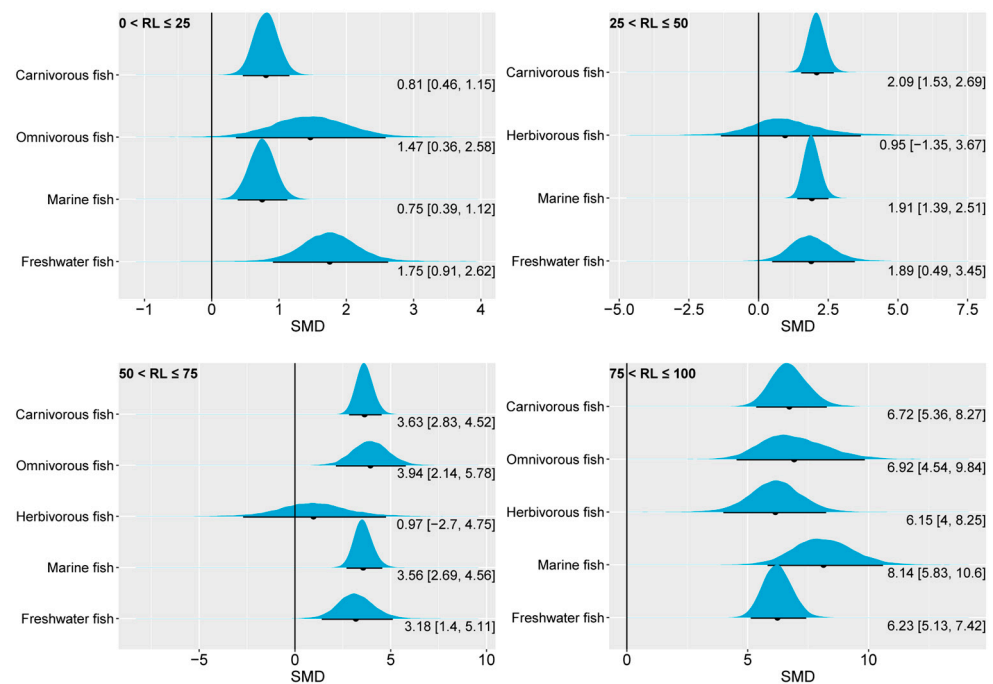 0 < RL ≤ 25
Carnivorous fish
0.81 [0.46, 1.15]
Omnivorous fish
1.47 [0.36, 2.58]
Marine fish
0.75 [0.39, 1.12]
Freshwater fish
1.75 [0.91, 2.62]
−1 0 1 2 3 4
SMD
25 < RL ≤ 50
Carnivorous fish
2.09 [1.53, 2.69]
Herbivorous fish
0.95 [−1.35, 3.67]
Marine fish
1.91 [1.39, 2.51]
Freshwater fish
1.89 [0.49, 3.45]
−5.0 −2.5 0.0 2.5 5.0 7.5
SMD
50 < RL ≤ 75
Carnivorous fish
3.63 [2.83, 4.52]
Omnivorous fish
3.94 [2.14, 5.78]
Herbivorous fish
0.97 [−2.7, 4.75]
Marine fish
3.56 [2.69, 4.56]
Freshwater fish
3.18 [1.4, 5.11]
−5 0 5 10
SMD
75 < RL ≤ 100
Carnivorous fish
6.72 [5.36, 8.27]
Omnivorous fish
6.92 [4.54, 9.84]
Herbivorous fish
6.15 [4, 8.25]
Marine fish
8.14 [5.83, 10.6]
Freshwater fish
6.23 [5.13, 7.42]
0 5 10
SMD